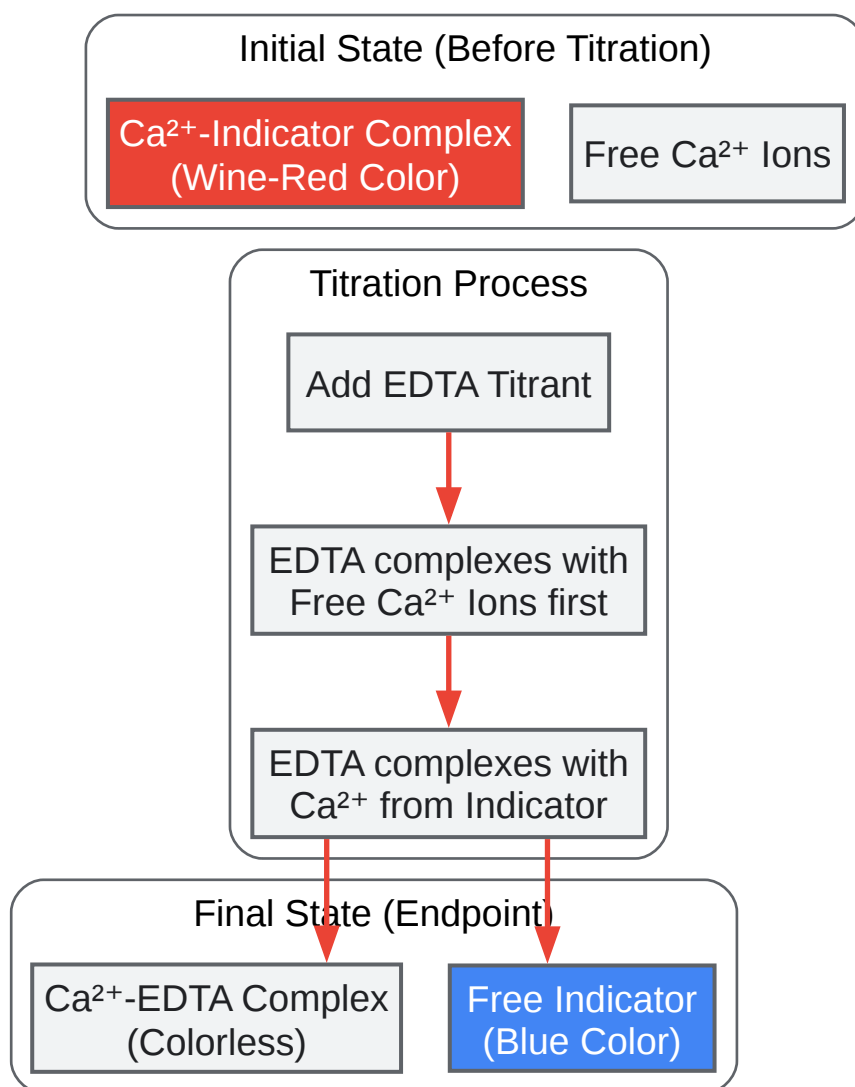 Initial State (Before Titration)
Ca²⁺-Indicator Complex
(Wine-Red Color)
Free Ca²⁺ Ions
Titration Process
Add EDTA Titrant
EDTA complexes with
Free Ca²⁺ Ions first
EDTA complexes with
Ca²⁺ from Indicator
Final State (Endpoint)
Ca²⁺-EDTA Complex
(Colorless)
Free Indicator
(Blue Color)